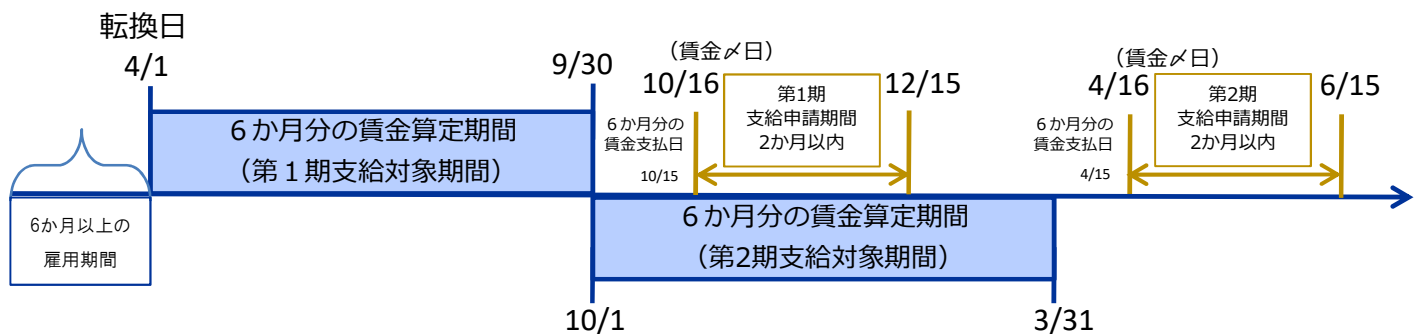 転換日
4/1
6か月以上の
雇用期間
6か月分の賃金算定期間
(第1期支給対象期間)
9/30
(賃金〆日)
10/16
6か月分の
賃金支払日
10/15
第1期
支給申請期間
2か月以内
12/15
10/1
6か月分の賃金算定期間
(第2期支給対象期間)
3/31
(賃金〆日)
4/16
6か月分の
賃金支払日
4/15
第2期
支給申請期間
2か月以内
6/15